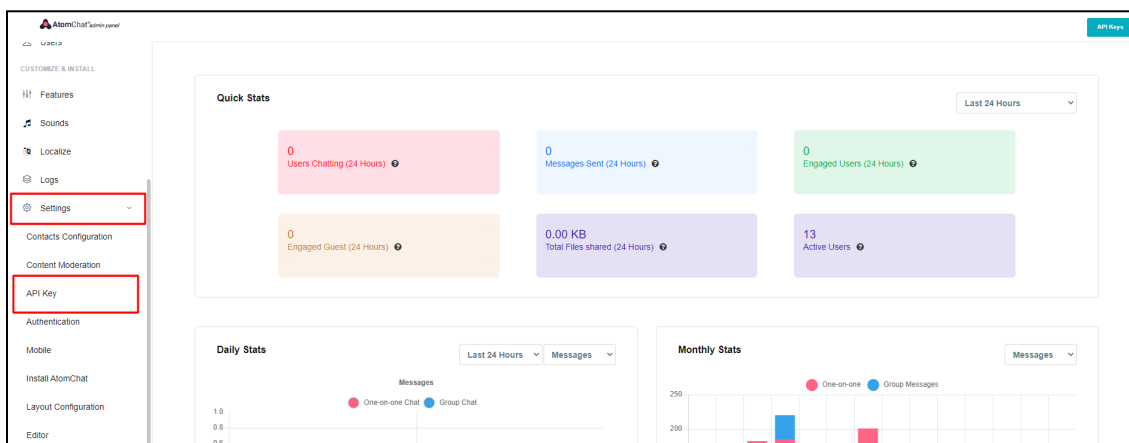 AtomChat® admin panel
API Keys
Users
CUSTOMIZE & INSTALL
Features
Sounds
Localize
Logs
Settings
Contacts Configuration
Content Moderation
API Key
Authentication
Mobile
Install AtomChat
Layout Configuration
Editor
Quick Stats
Last 24 Hours
0
Users Chatting (24 Hours) ?
0
Messages Sent (24 Hours) ?
0
Engaged Users (24 Hours) ?
0
Engaged Guest (24 Hours) ?
0.00 KB
Total Files shared (24 Hours) ?
13
Active Users ?
Daily Stats
Last 24 Hours
Messages
Messages
One-on-one Chat Group Chat
1.0
0.8
0.6
Monthly Stats
Messages
One-on-one Group Messages
250
200